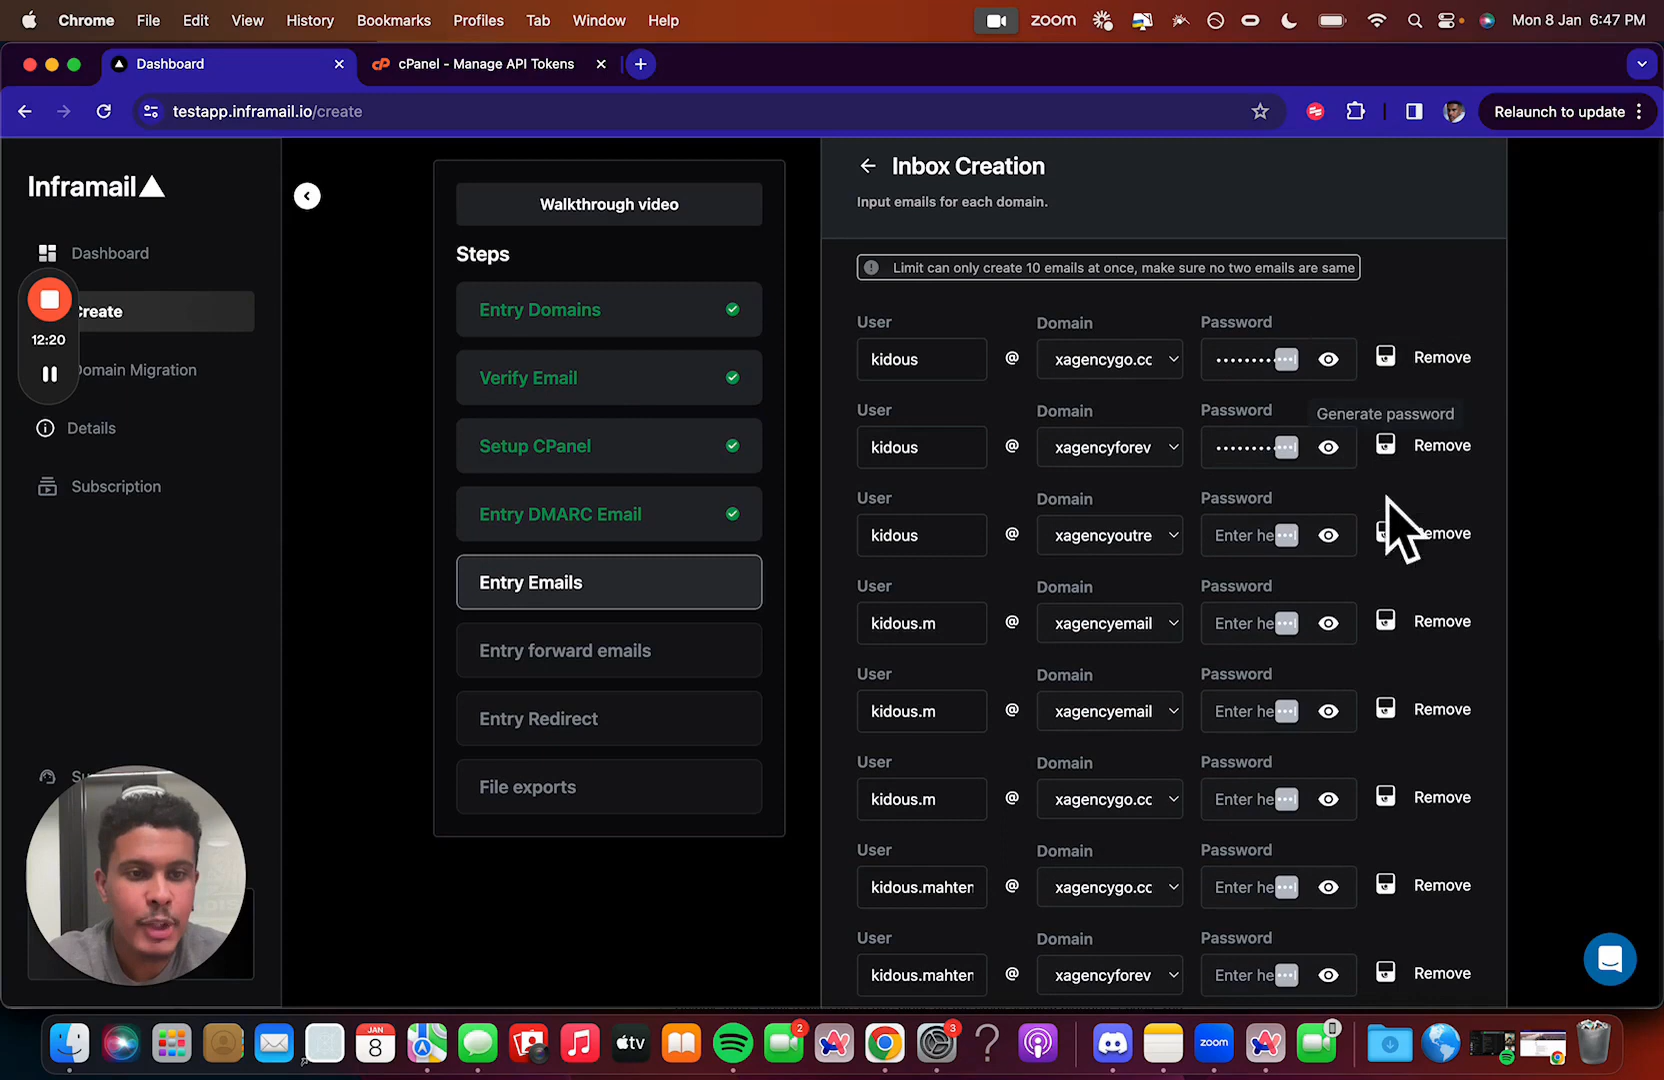 Chrome File Edit View History Bookmarks Profiles Tab Window Help zoom Mon 8 Jan 6:47 PM
Dashboard cPanel - Manage API Tokens
testapp.inframail.io/create Relaunch to update
Inframail
Dashboard
Create
12:20
Domain Migration
Details
Subscription
Walkthrough video
Steps
Entry Domains
Verify Email
Setup CPanel
Entry DMARC Email
Entry Emails
Entry forward emails
Entry Redirect
File exports
Inbox Creation
Input emails for each domain.
Limit can only create 10 emails at once, make sure no two emails are same
User Domain Password
kidous @ xagencygo.cc Remove
User Domain Password Generate password
kidous @ xagencyforev Remove
User Domain Password
kidous @ xagencyoutre Enter he emove
User Domain Password
kidous.m @ xagencyemail Enter he Remove
User Domain Password
kidous.m @ xagencyemail Enter he Remove
User Domain Password
kidous.m @ xagencygo.cc Enter he Remove
User Domain Password
kidous.mahten @ xagencygo.cc Enter he Remove
User Domain Password
kidous.mahten @ xagencyforev Enter he Remove
JAN
8
tv
2
3
zoom